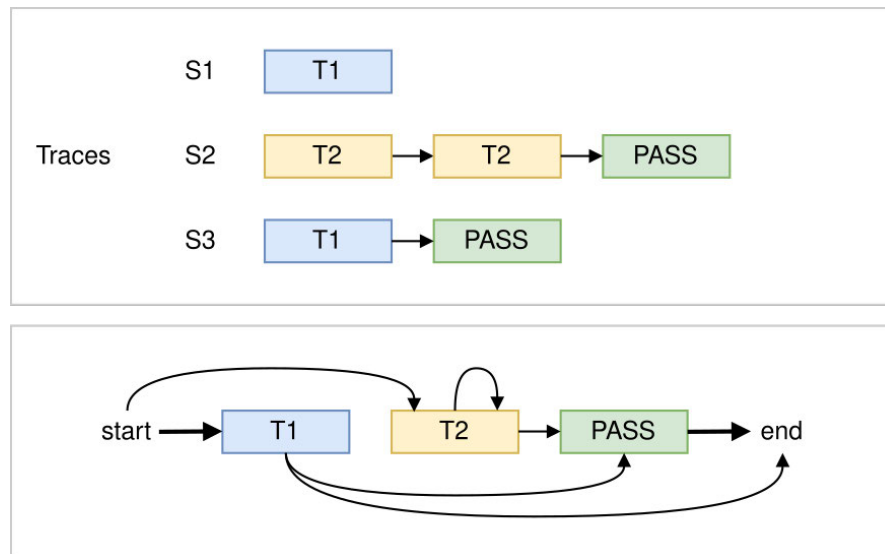 S1 T1
Traces S2 T2 T2 PASS
S3 T1 PASS
start T1 T2 PASS end